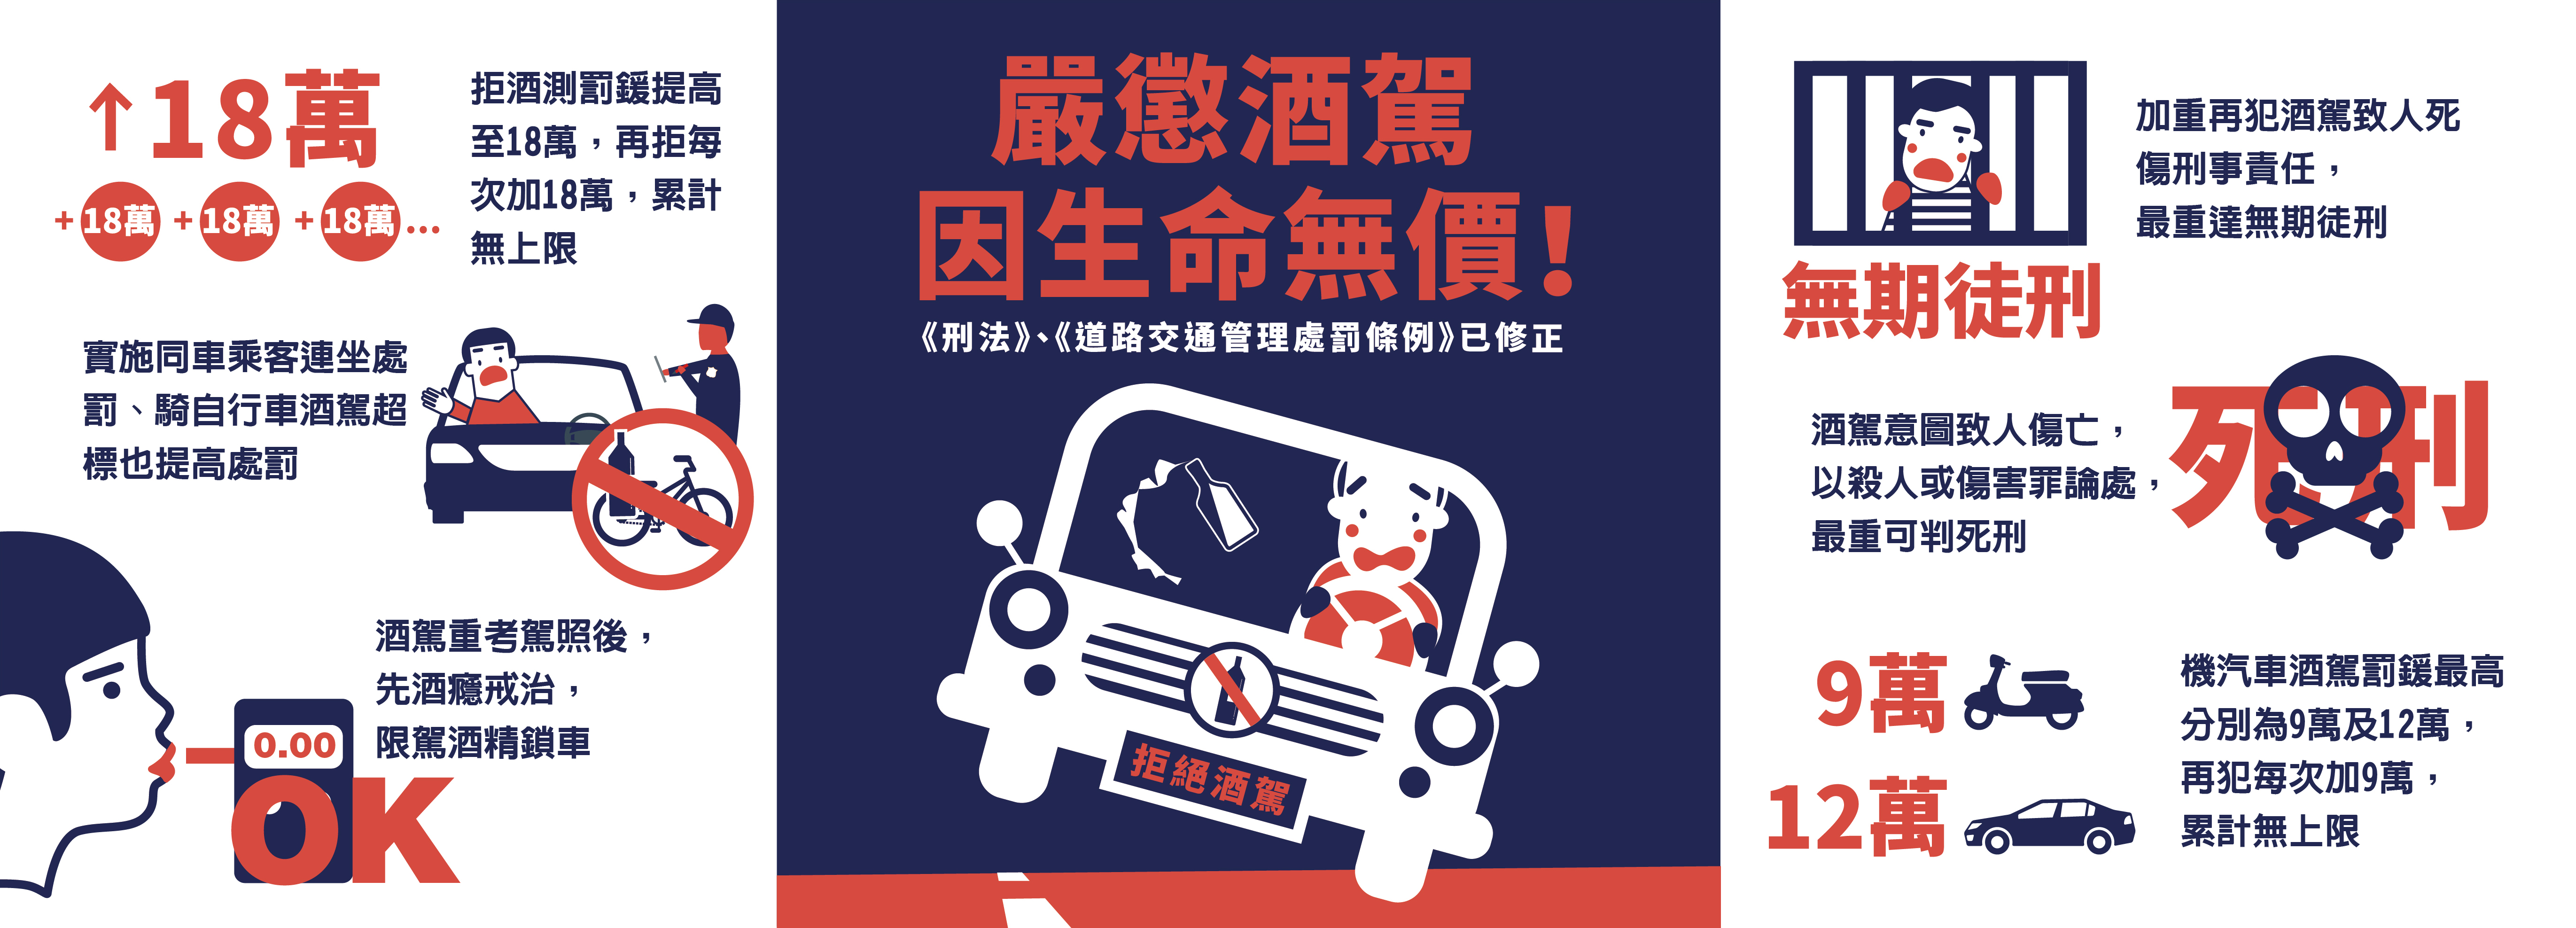 ↑18萬
+18萬 +18萬 +18萬...
拒酒測罰鍰提高
至18萬，再拒每
次加18萬，累計
無上限
實施同車乘客連坐處
罰、騎自行車酒駕超
標也提高處罰
酒駕重考駕照後，
先酒癮戒治，
限駕酒精鎖車
0.00
OK
嚴懲酒駕
因生命無價！
《刑法》、《道路交通管理處罰條例》已修正
拒絕酒駕
加重再犯酒駕致人死
傷刑事責任，
最重達無期徒刑
無期徒刑
酒駕意圖致人傷亡，
以殺人或傷害罪論處，
最重可判死刑
死刑
9萬
12萬
機汽車酒駕罰鍰最高
分別為9萬及12萬，
再犯每次加9萬，
累計無上限